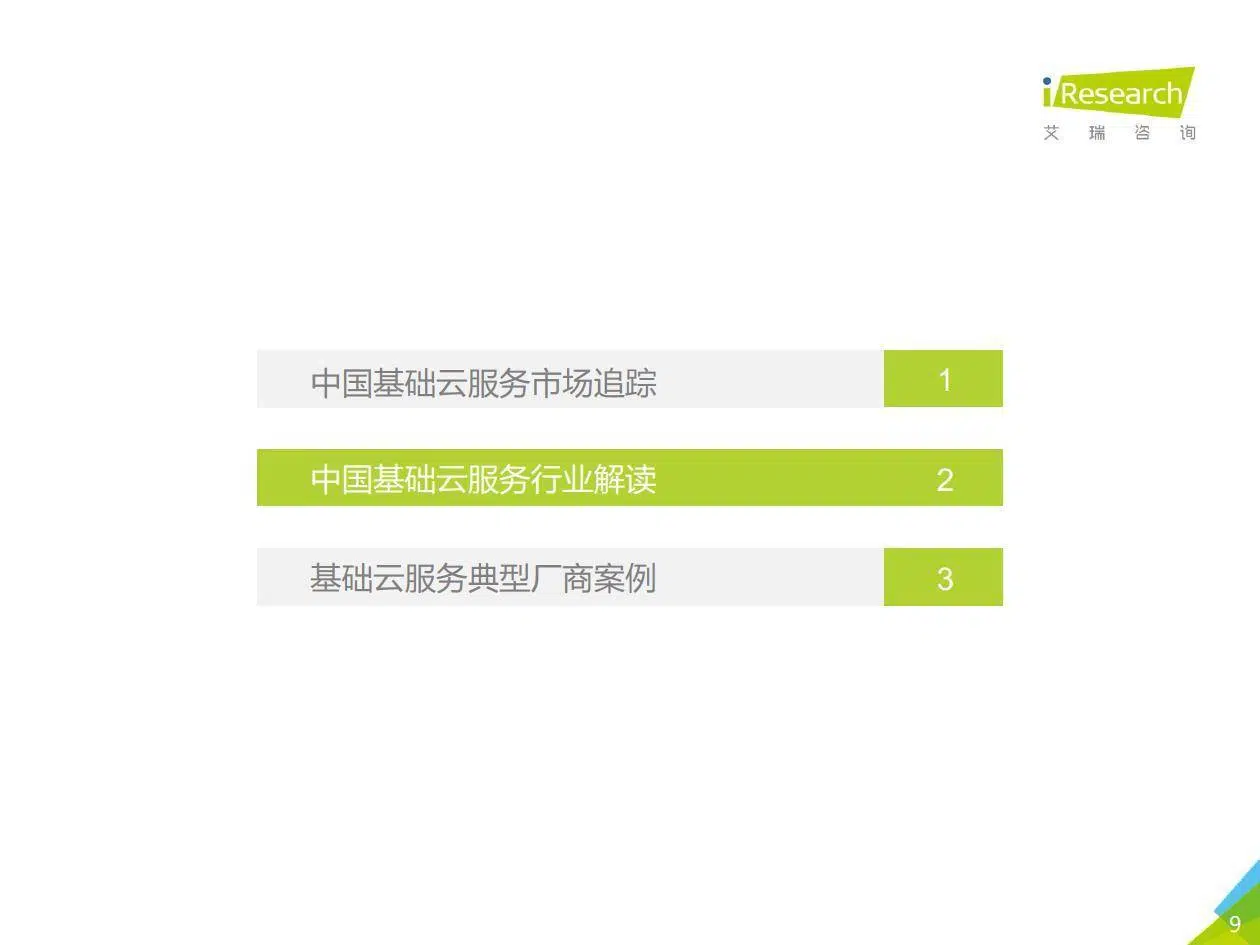 iResearch
艾瑞咨询
中国基础云服务市场追踪 1
中国基础云服务行业解读 2
基础云服务典型厂商案例 3
9